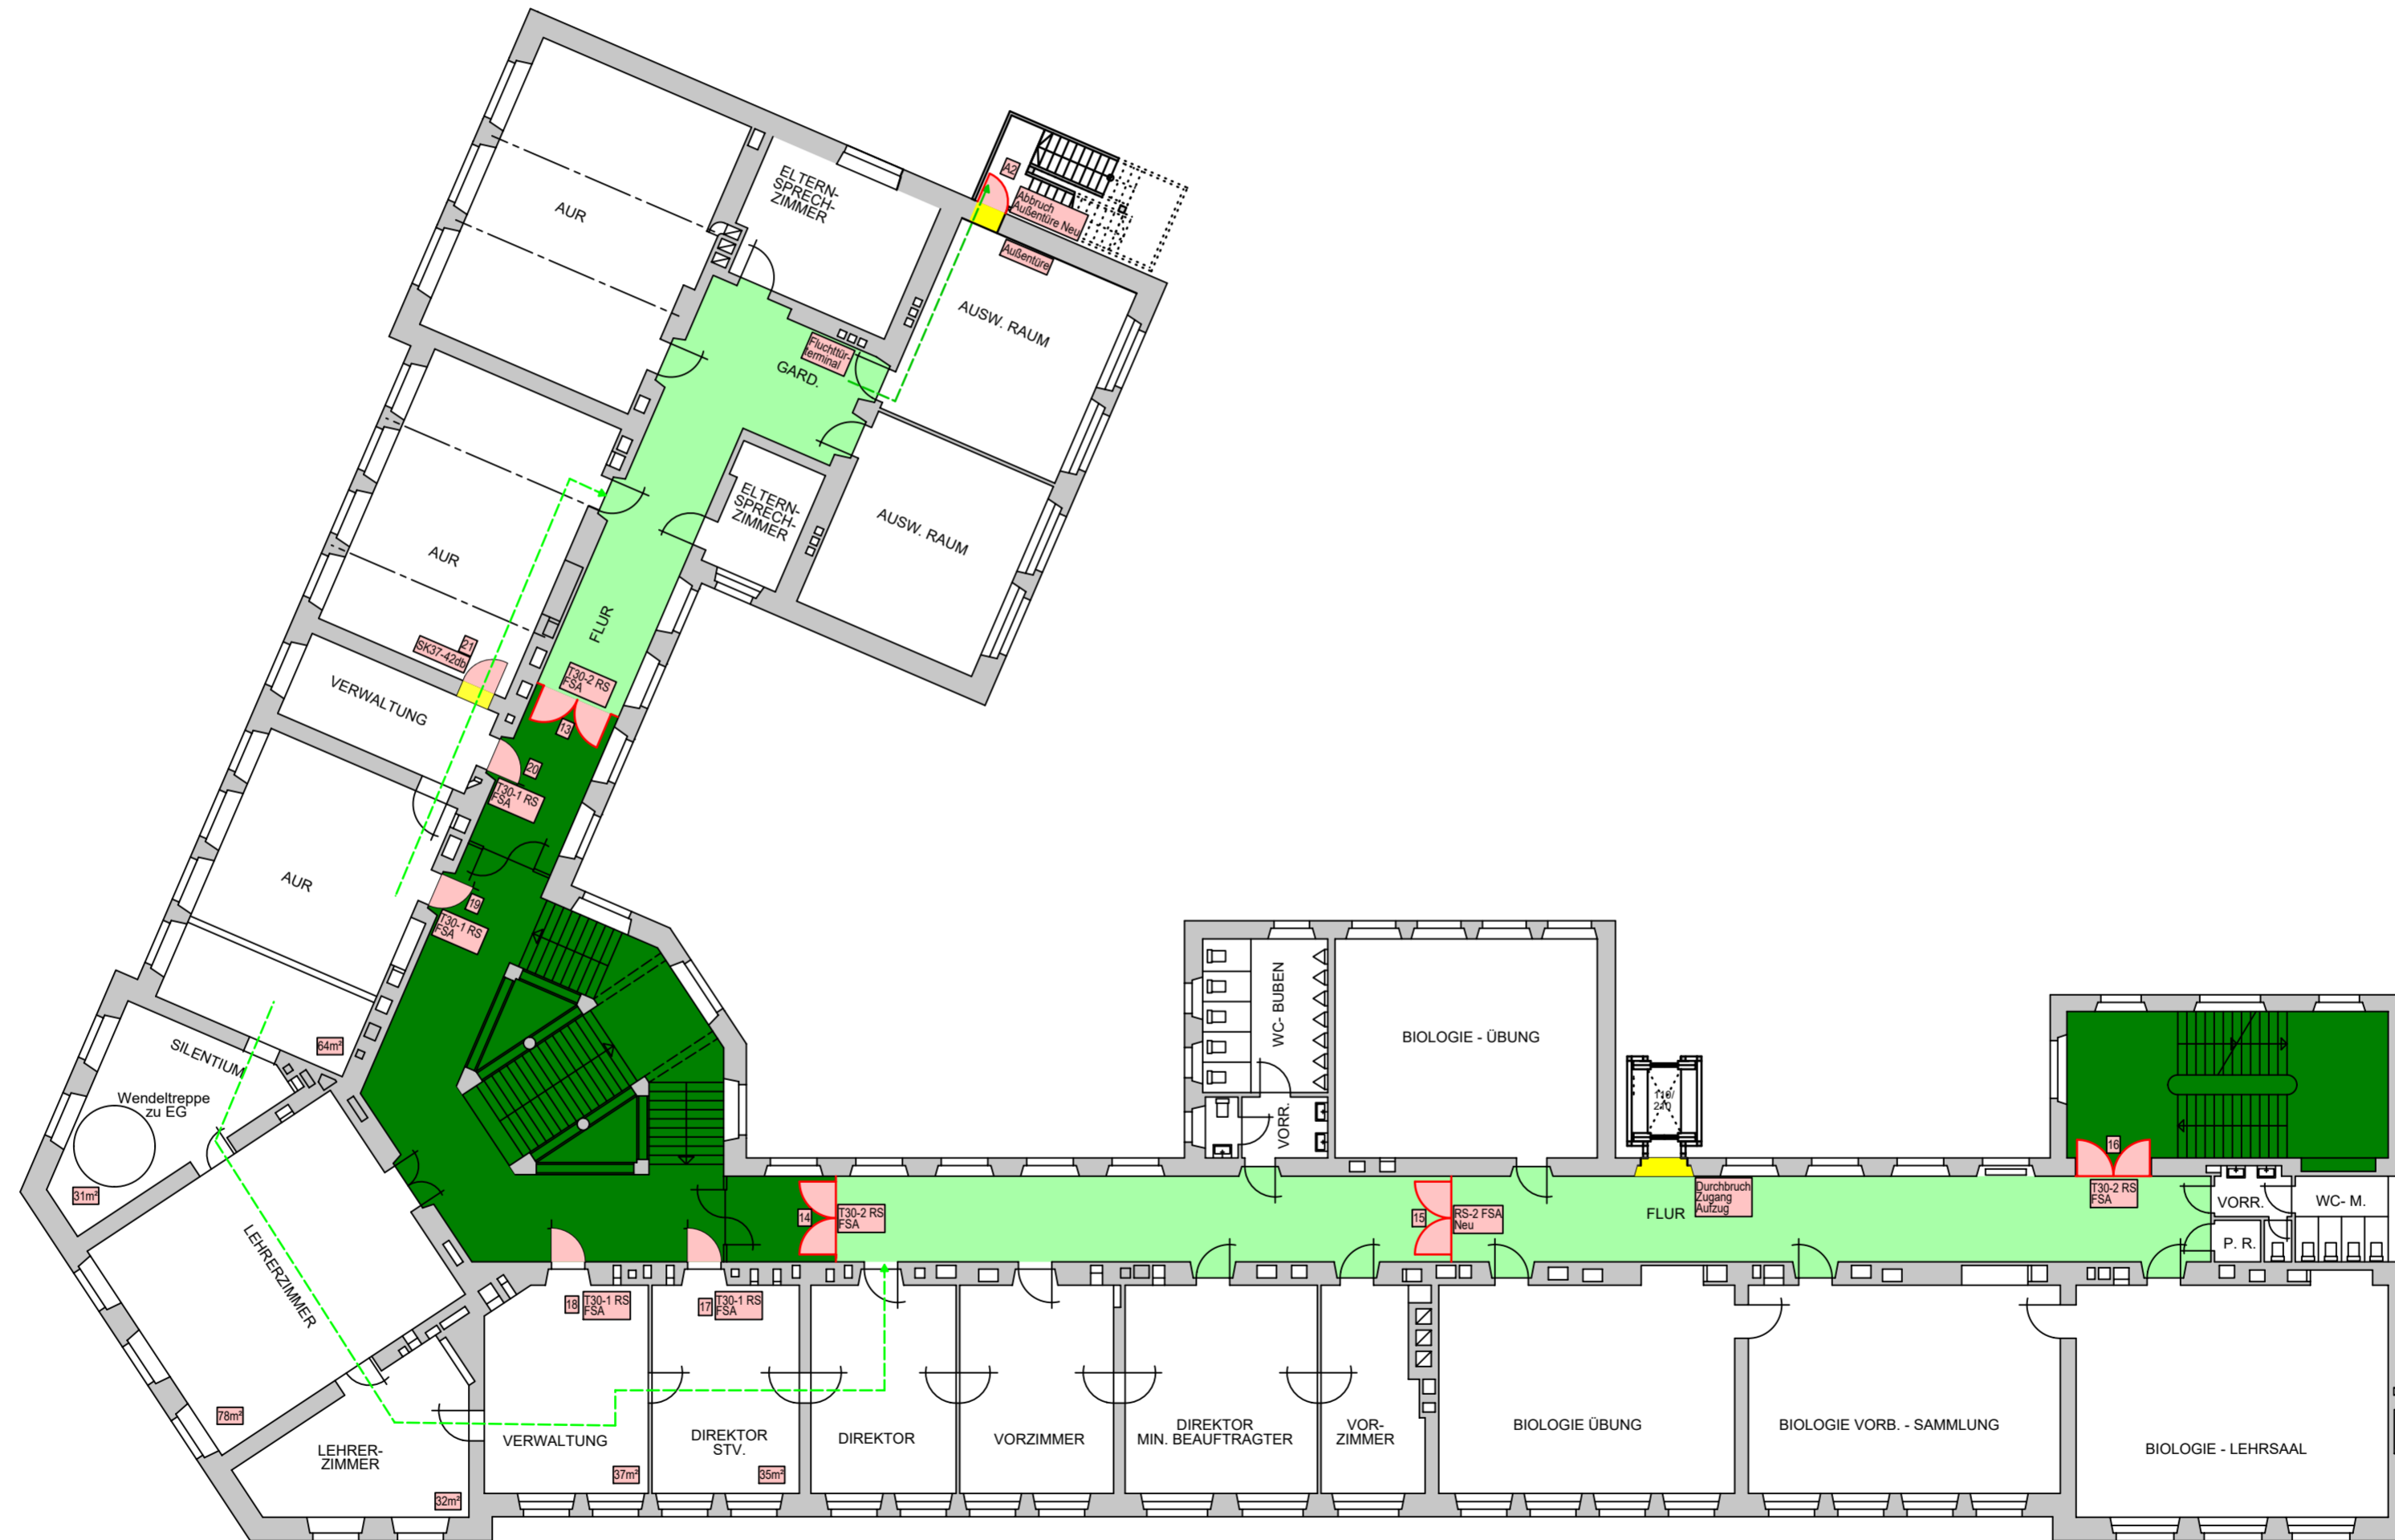 AUR
ELTERN-
SPRECH-
ZIMMER
A2
Abbruch
Außentüre Neu
Außentüre
AUSW. RAUM
Fluchttür-
terminal
GARD.
ELTERN-
SPRECH-
ZIMMER
AUSW. RAUM
AUR
FLUR
21
SK37-42db
T30-2 RS
FSA
13
VERWALTUNG
20
T30-1 RS
FSA
AUR
19
T30-1 RS
FSA
64m²
SILENTIUM
Wendeltreppe
zu EG
31m²
LEHRERZIMMER
78m²
LEHRER-
ZIMMER
32m²
WC- BUBEN
VORR.
BIOLOGIE - ÜBUNG
110/
210
16
T30-2 RS
FSA
VORR.
WC- M.
P. R.
14
T30-2 RS
FSA
15
RS-2 FSA
Neu
FLUR
Durchbruch
Zugang
Aufzug
18
T30-1 RS
FSA
17
T30-1 RS
FSA
VERWALTUNG
37m²
DIREKTOR
STV.
35m²
DIREKTOR
VORZIMMER
DIREKTOR
MIN. BEAUFTRAGTER
VOR-
ZIMMER
BIOLOGIE ÜBUNG
BIOLOGIE VORB. - SAMMLUNG
BIOLOGIE - LEHRSAAL